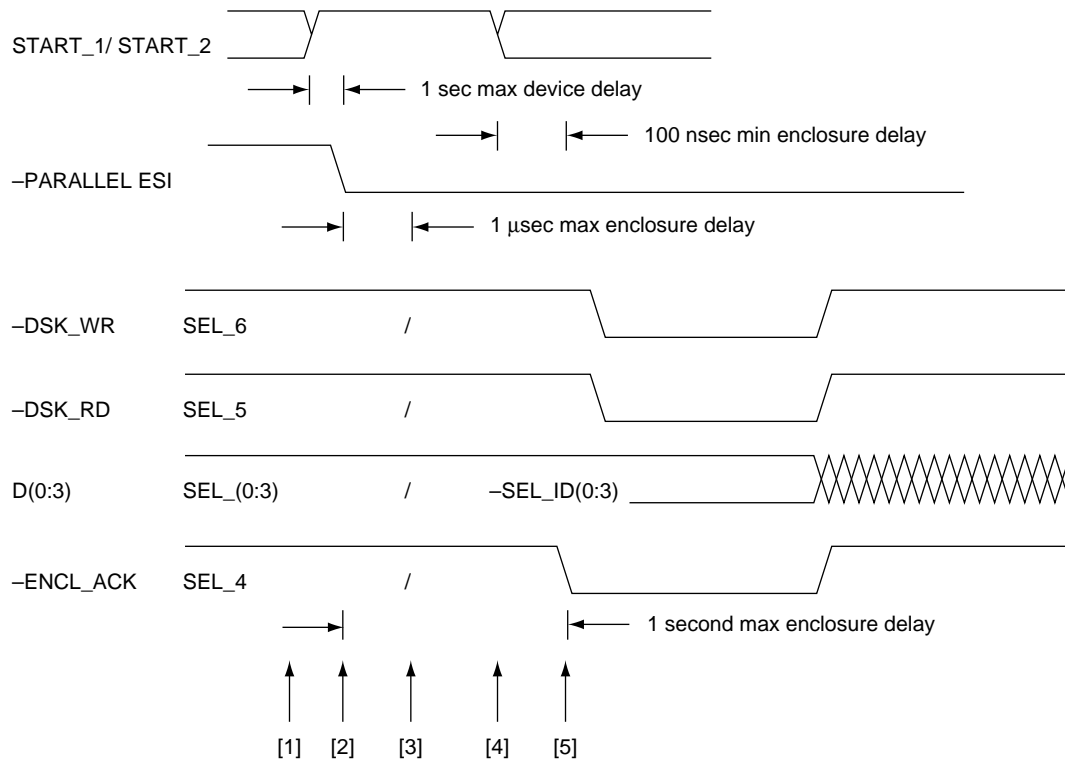 START_1/ START_2
1 sec max device delay
100 nsec min enclosure delay
–PARALLEL ESI
1 µsec max enclosure delay
–DSK_WR SEL_6 /
–DSK_RD SEL_5 /
D(0:3) SEL_(0:3) / –SEL_ID(0:3)
–ENCL_ACK SEL_4 /
1 second max enclosure delay
[1] [2] [3] [4] [5]